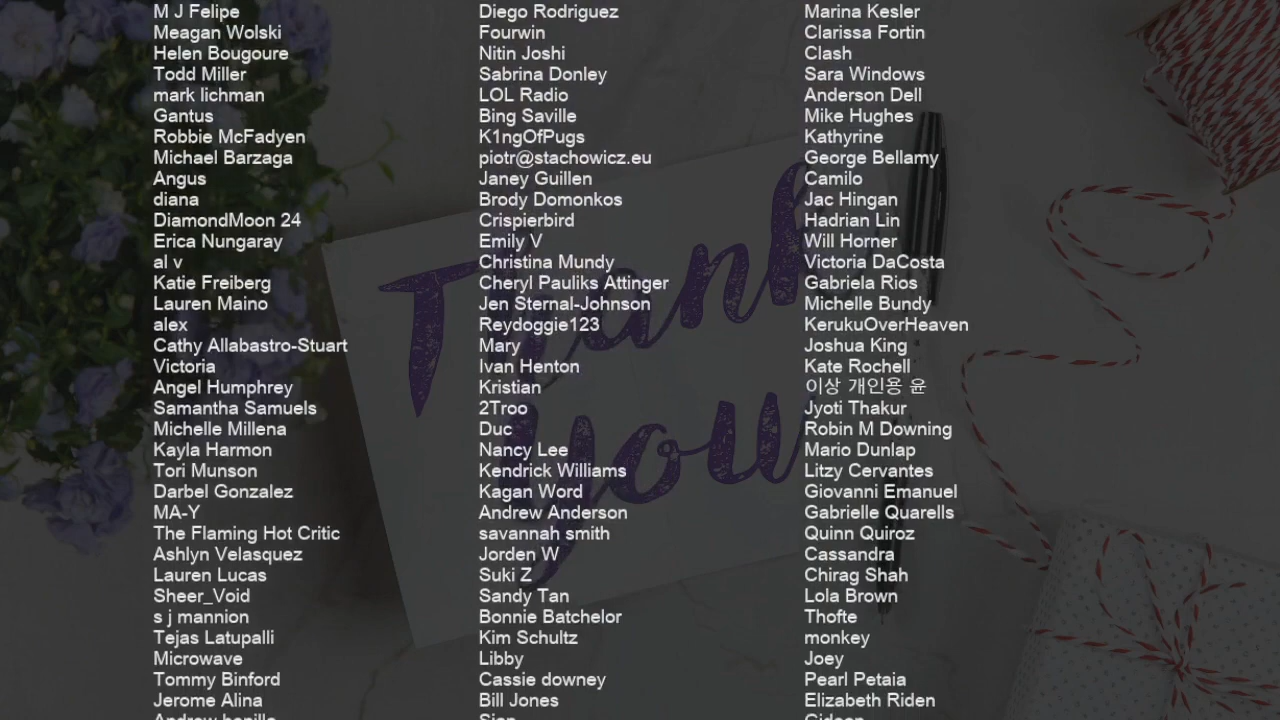 M J Felipe
Meagan Wolski
Helen Bougoure
Todd Miller
mark lichman
Gantus
Robbie McFadyen
Michael Barzaga
Angus
diana
DiamondMoon 24
Erica Nungaray
al v
Katie Freiberg
Lauren Maino
alex
Cathy Allabastro-Stuart
Victoria
Angel Humphrey
Samantha Samuels
Michelle Millena
Kayla Harmon
Tori Munson
Darbel Gonzalez
MA-Y
The Flaming Hot Critic
Ashlyn Velasquez
Lauren Lucas
Sheer_Void
s j mannion
Tejas Latupalli
Microwave
Tommy Binford
Jerome Alina
Diego Rodriguez
Fourwin
Nitin Joshi
Sabrina Donley
LOL Radio
Bing Saville
K1ngOfPugs
piotr@stachowicz.eu
Janey Guillen
Brody Domonkos
Crispierbird
Emily V
Christina Mundy
Cheryl Pauliks Attinger
Jen Sternal-Johnson
Reydoggie123
Mary
Ivan Henton
Kristian
2Troo
Duc
Nancy Lee
Kendrick Williams
Kagan Word
Andrew Anderson
savannah smith
Jorden W
Suki Z
Sandy Tan
Bonnie Batchelor
Kim Schultz
Libby
Cassie downey
Bill Jones
Marina Kesler
Clarissa Fortin
Clash
Sara Windows
Anderson Dell
Mike Hughes
Kathyrine
George Bellamy
Camilo
Jac Hingan
Hadrian Lin
Will Horner
Victoria DaCosta
Gabriela Rios
Michelle Bundy
KerukuOverHeaven
Joshua King
Kate Rochell
이상 개인용 윤
Jyoti Thakur
Robin M Downing
Mario Dunlap
Litzy Cervantes
Giovanni Emanuel
Gabrielle Quarells
Quinn Quiroz
Cassandra
Chirag Shah
Lola Brown
Thofte
monkey
Joey
Pearl Petaia
Elizabeth Riden
Thank
you